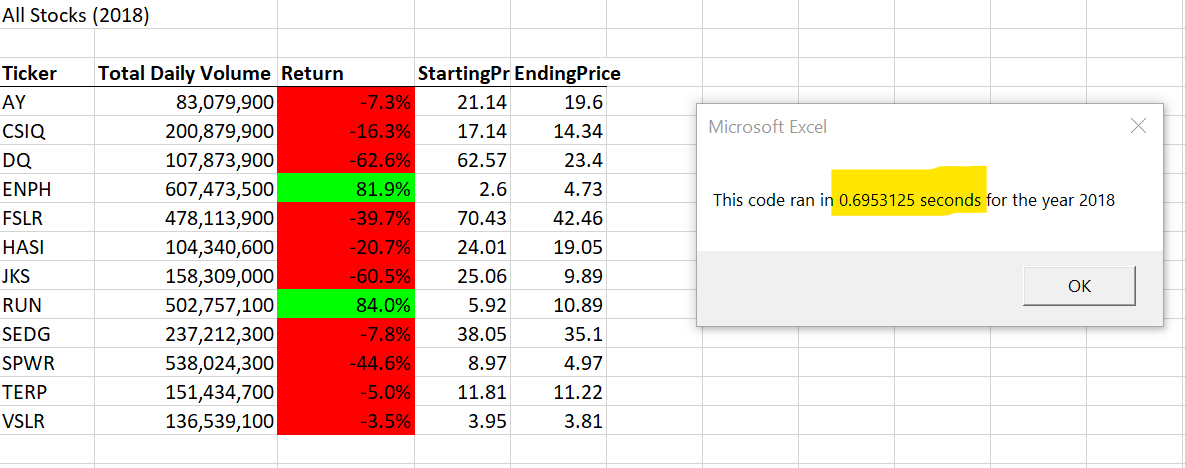 All Stocks (2018)
Ticker Total Daily Volume Return StartingPr EndingPrice
AY 83,079,900 -7.3% 21.14 19.6
CSIQ 200,879,900 -16.3% 17.14 14.34
DQ 107,873,900 -62.6% 62.57 23.4
ENPH 607,473,500 81.9% 2.6 4.73
FSLR 478,113,900 -39.7% 70.43 42.46
HASI 104,340,600 -20.7% 24.01 19.05
JKS 158,309,000 -60.5% 25.06 9.89
RUN 502,757,100 84.0% 5.92 10.89
SEDG 237,212,300 -7.8% 38.05 35.1
SPWR 538,024,300 -44.6% 8.97 4.97
TERP 151,434,700 -5.0% 11.81 11.22
VSLR 136,539,100 -3.5% 3.95 3.81
Microsoft Excel
This code ran in 0.6953125 seconds for the year 2018
OK